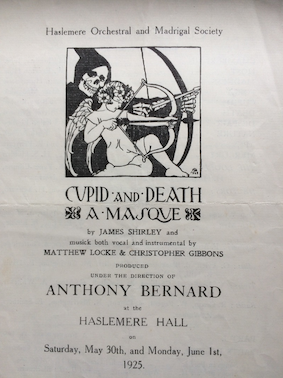 Haslemere Orchestral and Madrigal Society
CUPID · AND · DEATH
· A · MASQUE ·
by JAMES SHIRLEY and
musick both vocal and instrumental by
MATTHEW LOCKE & CHRISTOPHER GIBBONS
PRODUCED
UNDER THE DIRECTION OF
ANTHONY BERNARD
at the
HASLEMERE HALL
on
Saturday, May 30th, and Monday, June 1st,
1925.